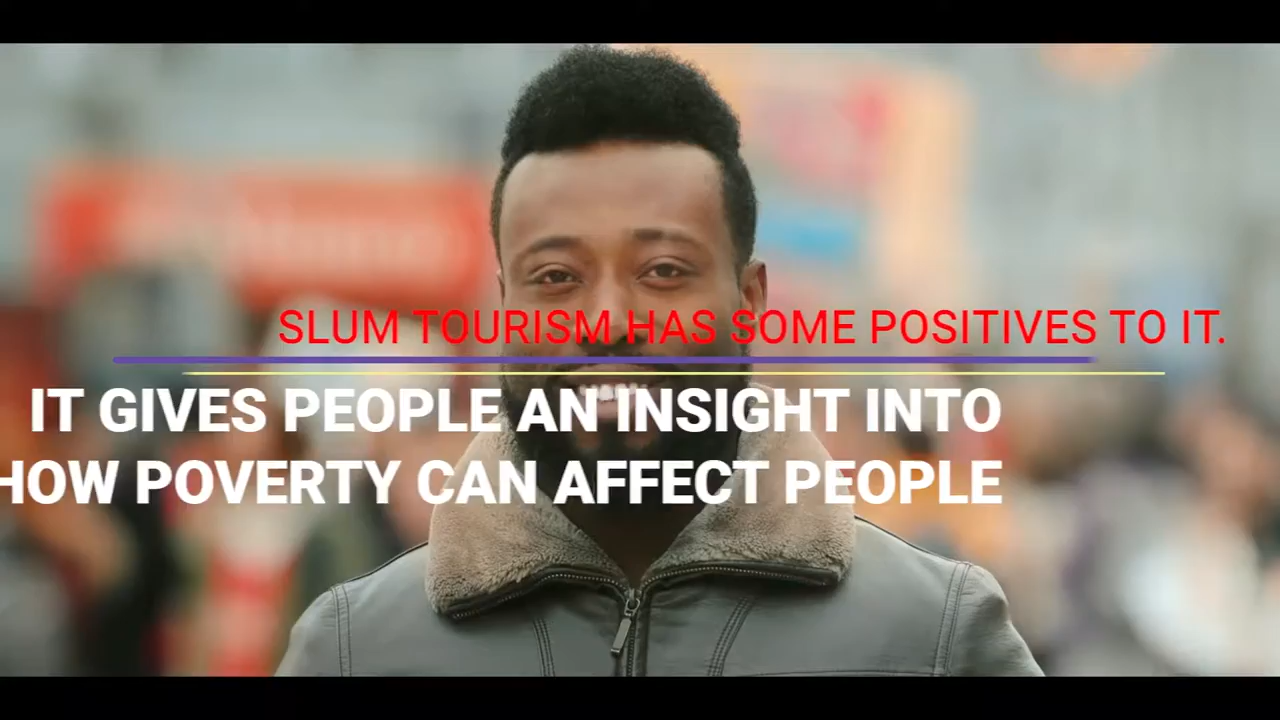 SLUM TOURISM HAS SOME POSITIVES TO IT.
IT GIVES PEOPLE AN INSIGHT INTO
HOW POVERTY CAN AFFECT PEOPLE